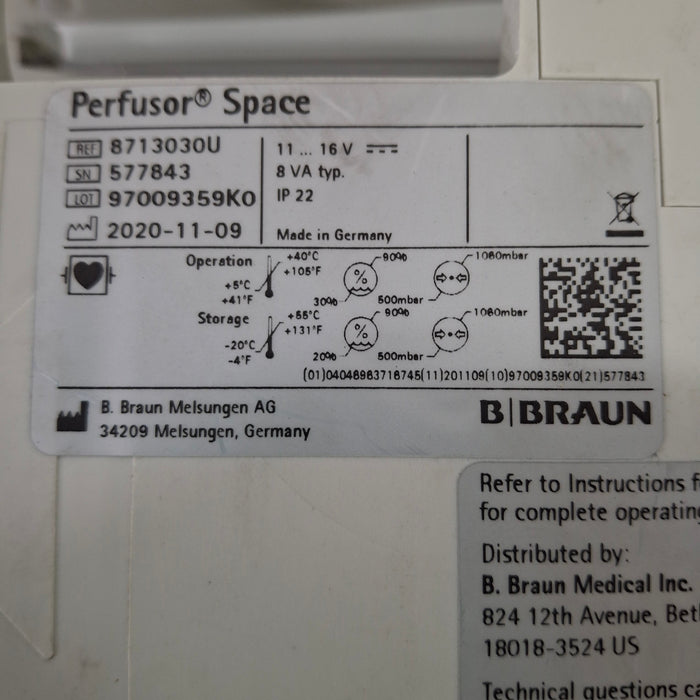 Perfusor® Space
REF 8713030U
SN 577843
LOT 97009359K0
2020-11-09
11 ... 16 V
8 VA typ.
IP 22
Made in Germany
Operation +5°C +41°F +40°C +105°F 30% 90% 500mbar 1060mbar
Storage -20°C -4°F +55°C +131°F 20% 90% 500mbar 1060mbar
(01)04046963716745(11)201109(10)97009359K0(21)577843
B. Braun Melsungen AG
34209 Melsungen, Germany
B|BRAUN
Refer to Instructions
for complete
Distributed by:
B. Braun Medical Inc.
824 12th Avenue,
18018-3524 US
Technical questions